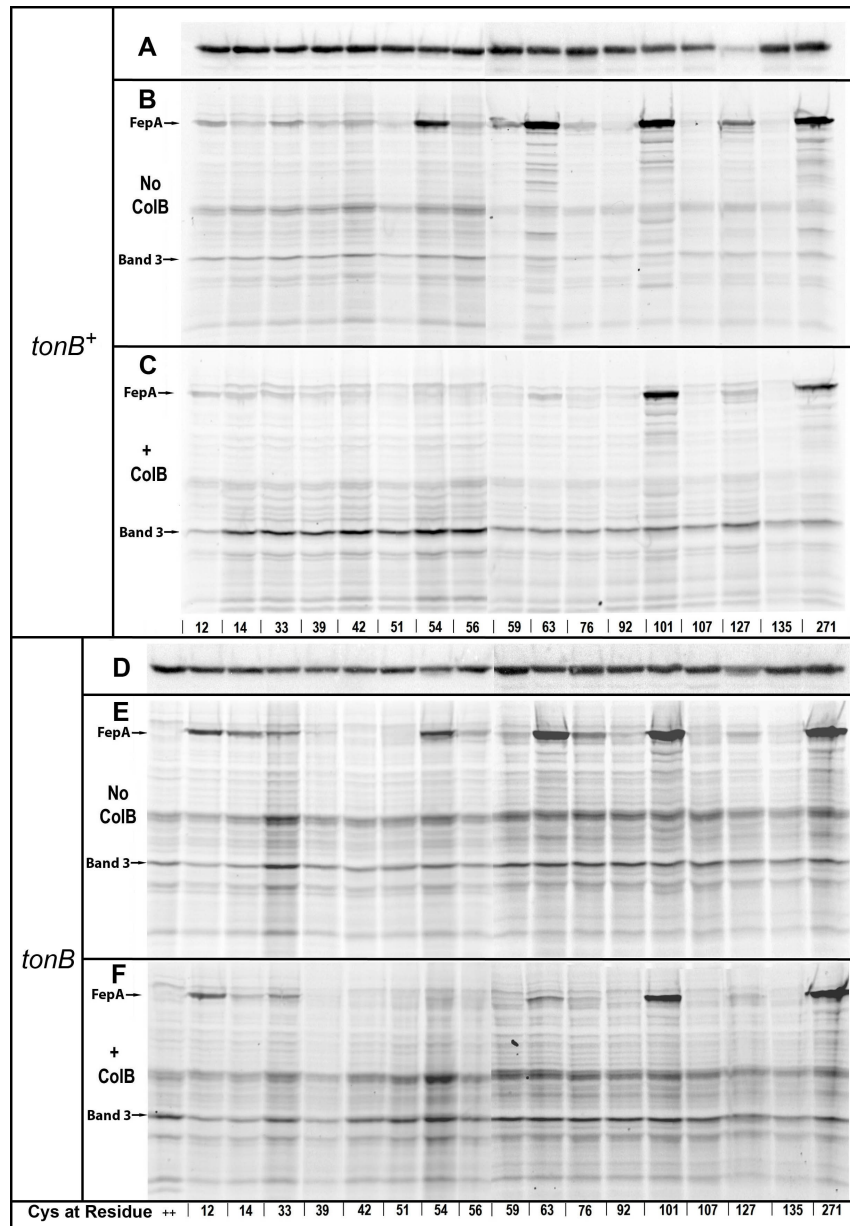 A
B
FepA
No
ColB
Band 3
tonB+
C
FepA
+
ColB
Band 3
12 | 14 | 33 | 39 | 42 | 51 | 54 | 56 | 59 | 63 | 76 | 92 | 101 | 107 | 127 | 135 | 271
D
E
FepA
No
ColB
Band 3
tonB
F
FepA
+
ColB
Band 3
Cys at Residue ++ | 12 | 14 | 33 | 39 | 42 | 51 | 54 | 56 | 59 | 63 | 76 | 92 | 101 | 107 | 127 | 135 | 271